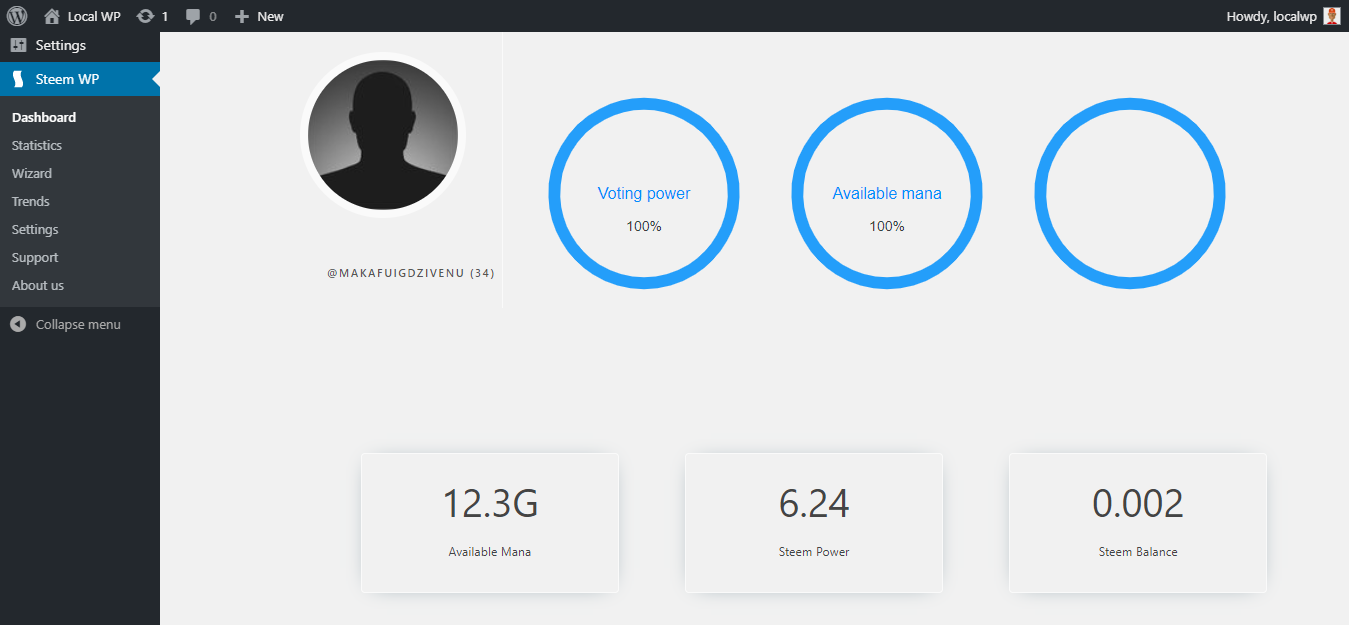 Local WP 1 0 New Howdy, localwp
Settings
Steem WP
Dashboard
Statistics
Wizard
Trends
Settings
Support
About us
Collapse menu
@MAKAFUIGDZIVENU (34)
Voting power
100%
Available mana
100%
12.3G
Available Mana
6.24
Steem Power
0.002
Steem Balance